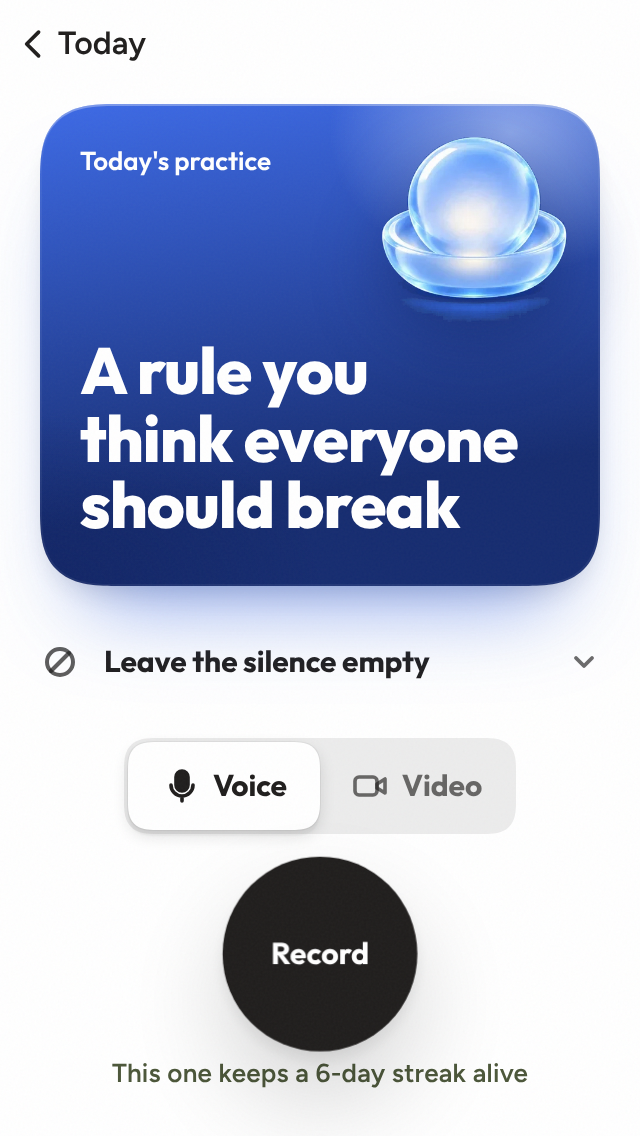 Today
Today's practice
A rule you
think everyone
should break
Leave the silence empty
Voice
Video
Record
This one keeps a 6-day streak alive